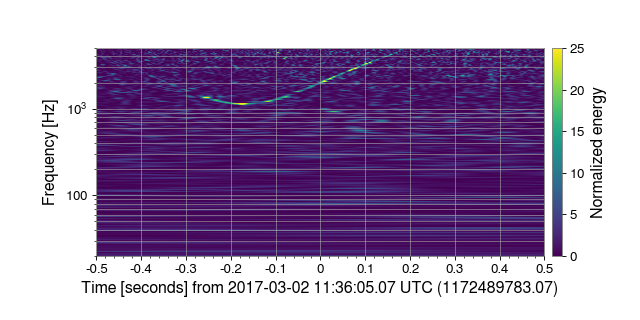 10³
100
Frequency [Hz]
-0.5 -0.4 -0.3 -0.2 -0.1 0 0.1 0.2 0.3 0.4 0.5
Time [seconds] from 2017-03-02 11:36:05.07 UTC (1172489783.07)
25
20
15
10
5
0
Normalized energy